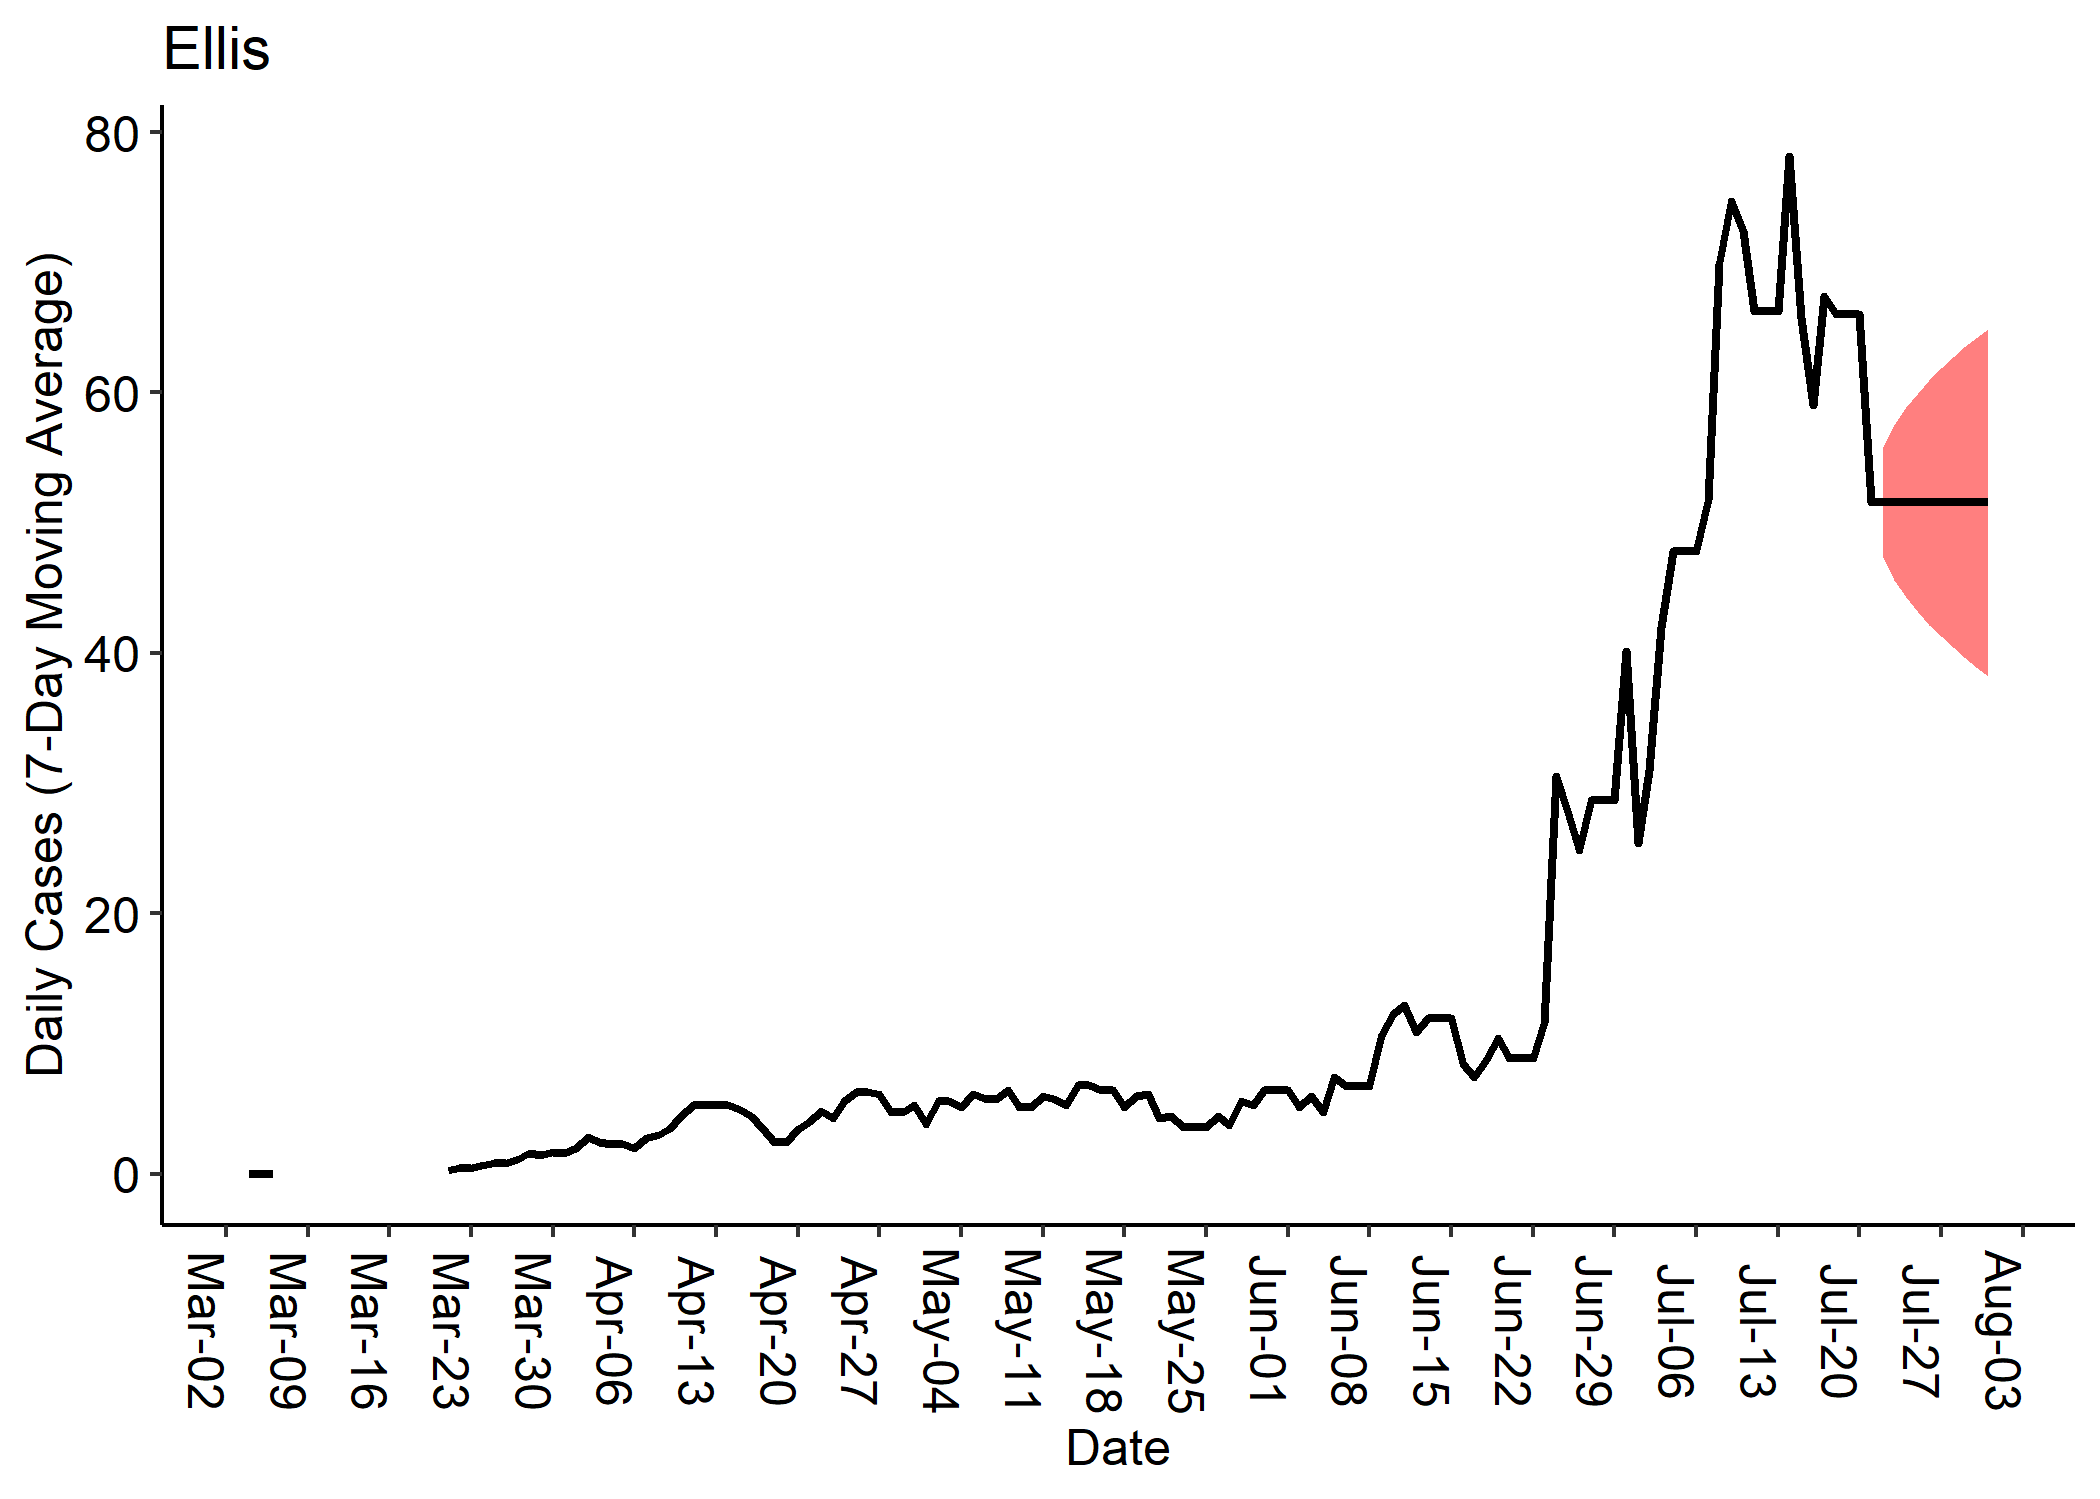 Ellis
Daily Cases (7-Day Moving Average)
80
60
40
20
0
Mar-02
Mar-09
Mar-16
Mar-23
Mar-30
Apr-06
Apr-13
Apr-20
Apr-27
May-04
May-11
May-18
May-25
Jun-01
Jun-08
Jun-15
Jun-22
Jun-29
Jul-06
Jul-13
Jul-20
Jul-27
Aug-03
Date